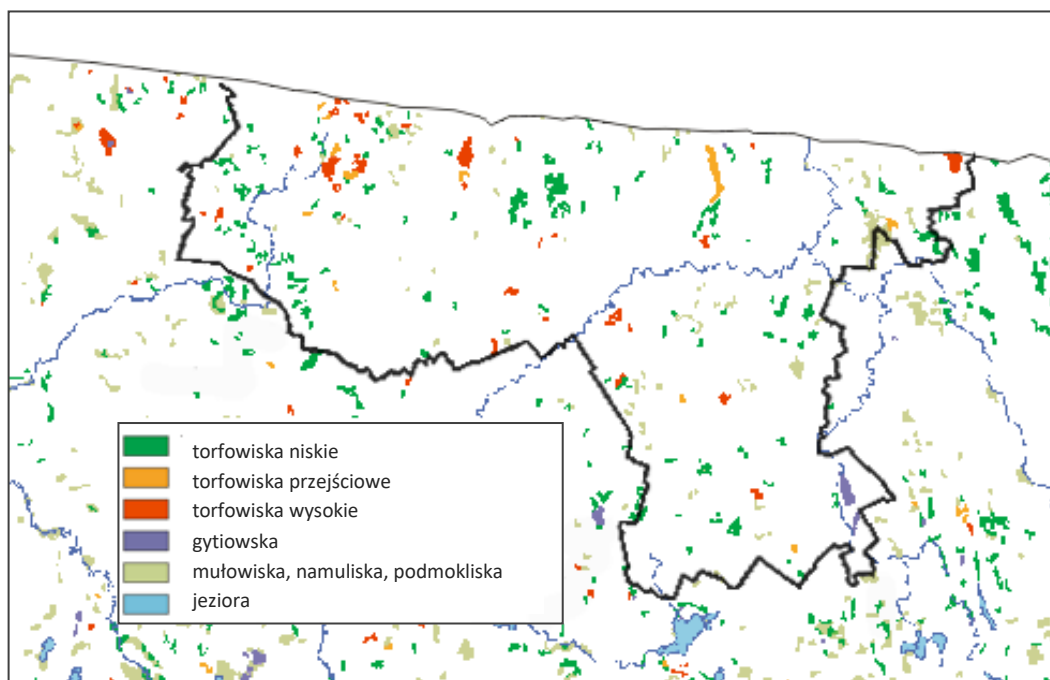 torfowiska niskie
torfowiska przejściowe
torfowiska wysokie
gytiowska
mułowiska, namuliska, podmokliska
jeziora